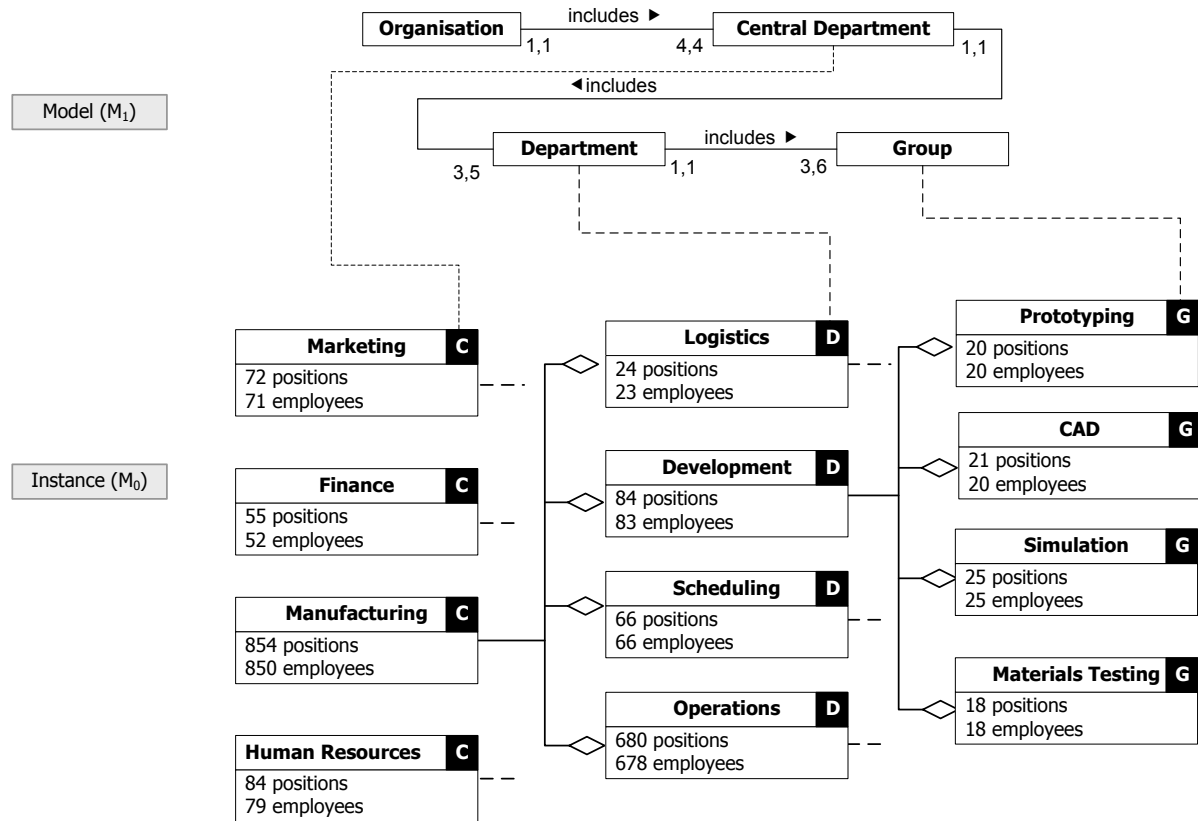 includes ►
Organisation
Central Department
1,1
4,4
1,1
◄includes
Model (M1)
includes ►
Department
Group
3,5
1,1
3,6
Prototyping G
20 positions
20 employees
Marketing C
72 positions
71 employees
Logistics D
24 positions
23 employees
CAD G
21 positions
20 employees
Instance (M0)
Finance C
55 positions
52 employees
Development D
84 positions
83 employees
Simulation G
25 positions
25 employees
Manufacturing C
854 positions
850 employees
Scheduling D
66 positions
66 employees
Materials Testing G
18 positions
18 employees
Human Resources C
84 positions
79 employees
Operations D
680 positions
678 employees